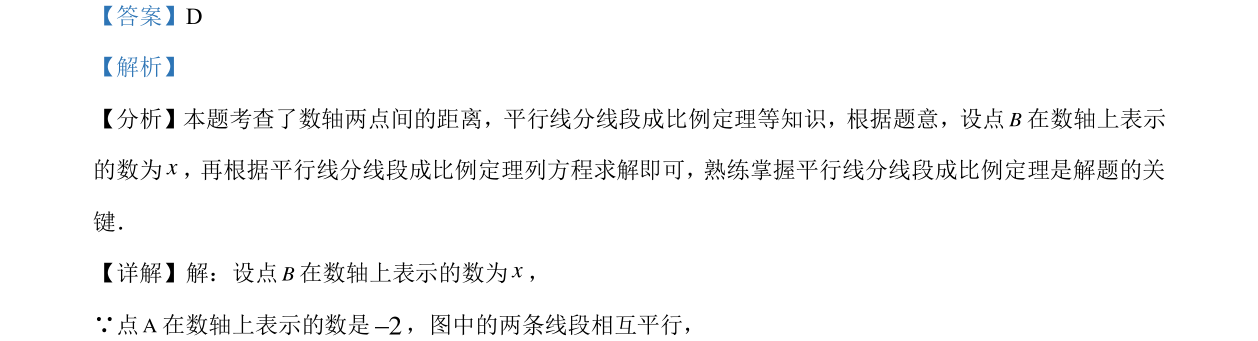 【答案】D
【解析】
【分析】本题考查了数轴两点间的距离，平行线分线段成比例定理等知识，根据题意，设点 B 在数轴上表示
的数为 x ，再根据平行线分线段成比例定理列方程求解即可，熟练掌握平行线分线段成比例定理是解题的关
键．
【详解】解：设点 B 在数轴上表示的数为 x ，
∵点 A 在数轴上表示的数是 −2 ，图中的两条线段相互平行，